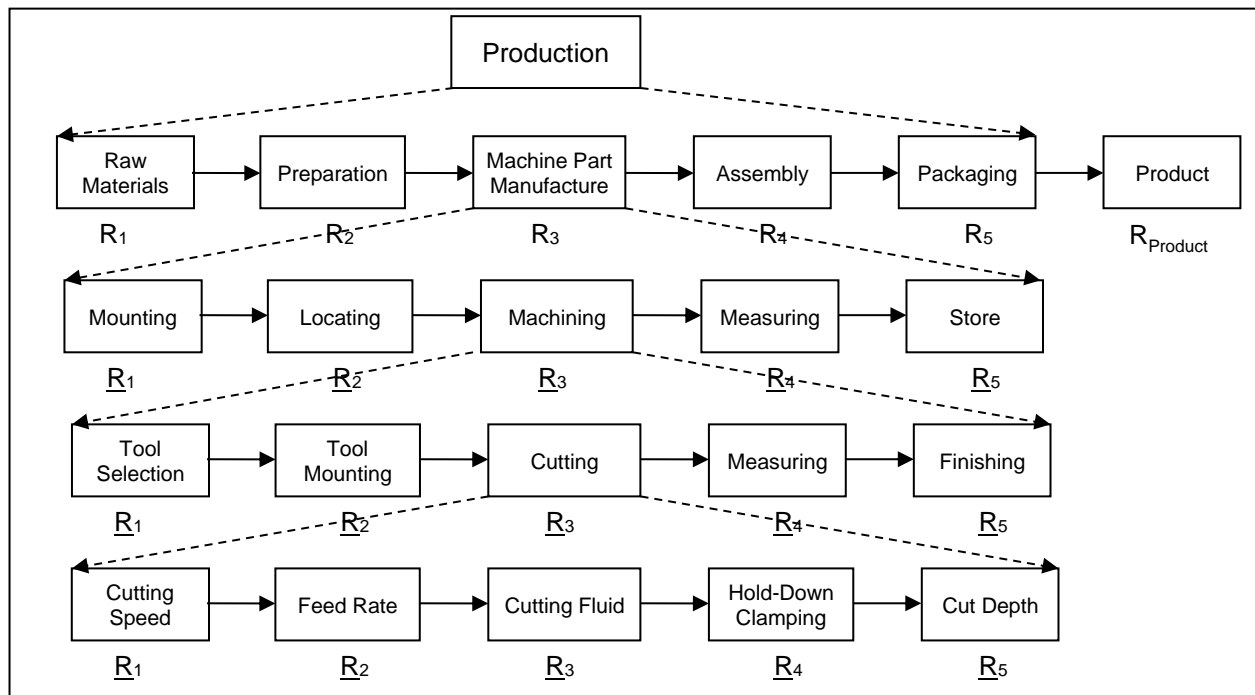 Production
Raw
Materials
Preparation
Machine Part
Manufacture
Assembly
Packaging
Product
R1 R2 R3 R4 R5 RProduct
Mounting
Locating
Machining
Measuring
Store
R1 R2 R3 R4 R5
Tool
Selection
Tool
Mounting
Cutting
Measuring
Finishing
R1 R2 R3 R4 R5
Cutting
Speed
Feed Rate
Cutting Fluid
Hold-Down
Clamping
Cut Depth
R1 R2 R3 R4 R5